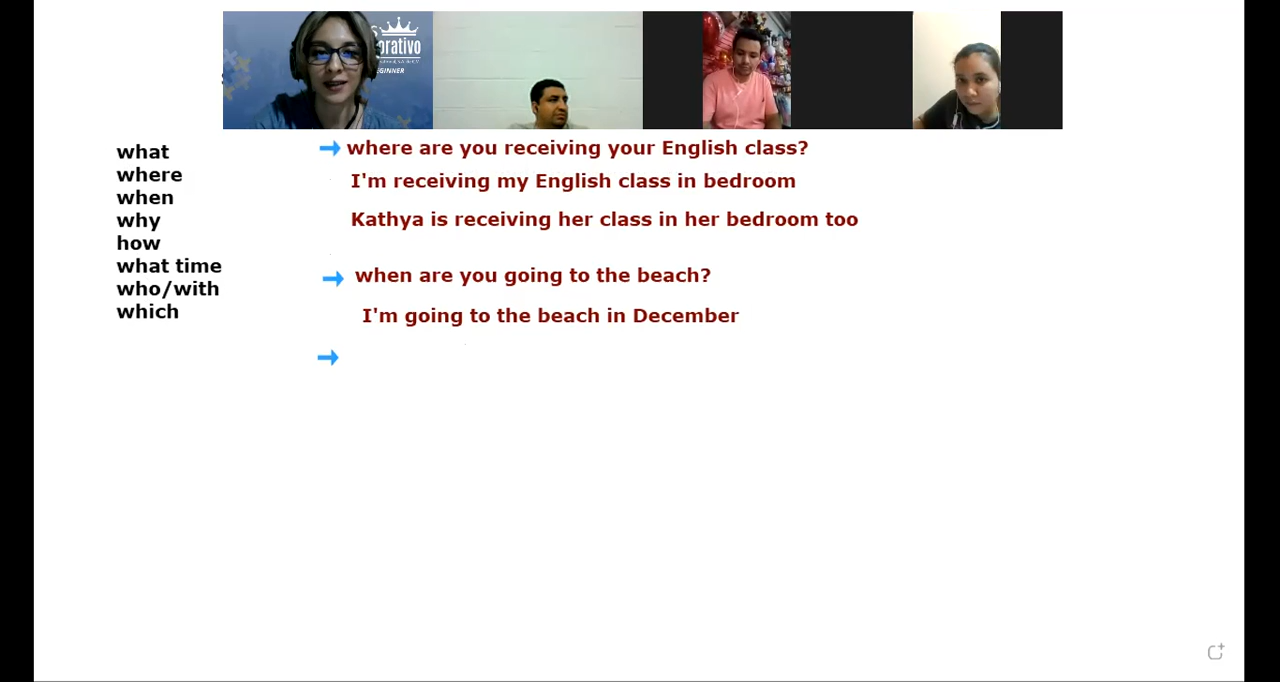 orativo
what
where
when
why
how
what time
who/with
which
where are you receiving your English class?
I'm receiving my English class in bedroom
Kathya is receiving her class in her bedroom too
when are you going to the beach?
I'm going to the beach in December